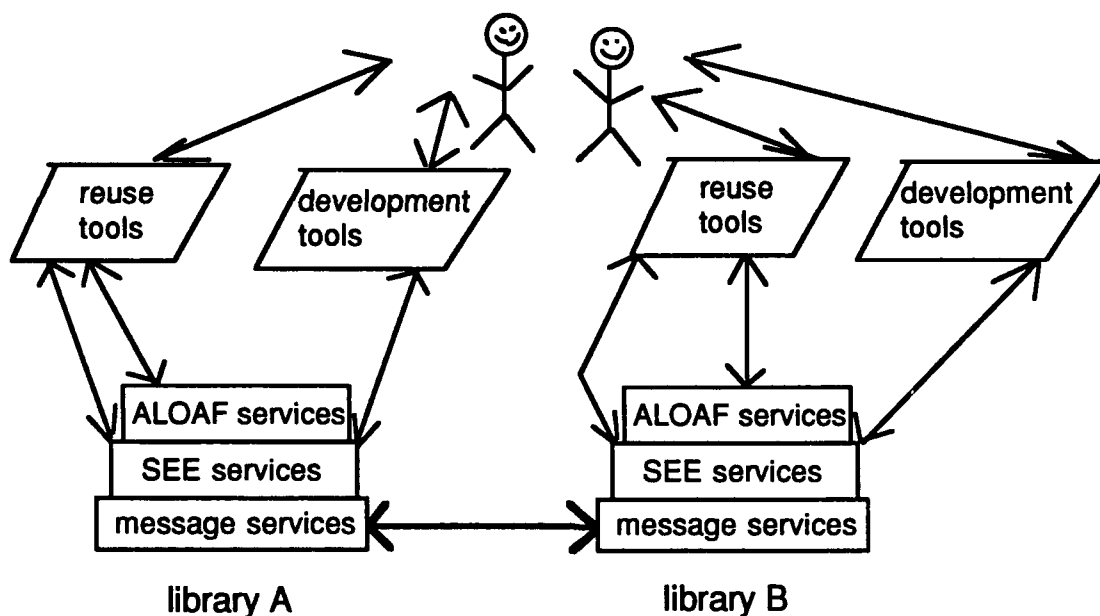 reuse
tools
development
tools
reuse
tools
development
tools
ALOAF services
SEE services
message services
ALOAF services
SEE services
message services
library A
library B